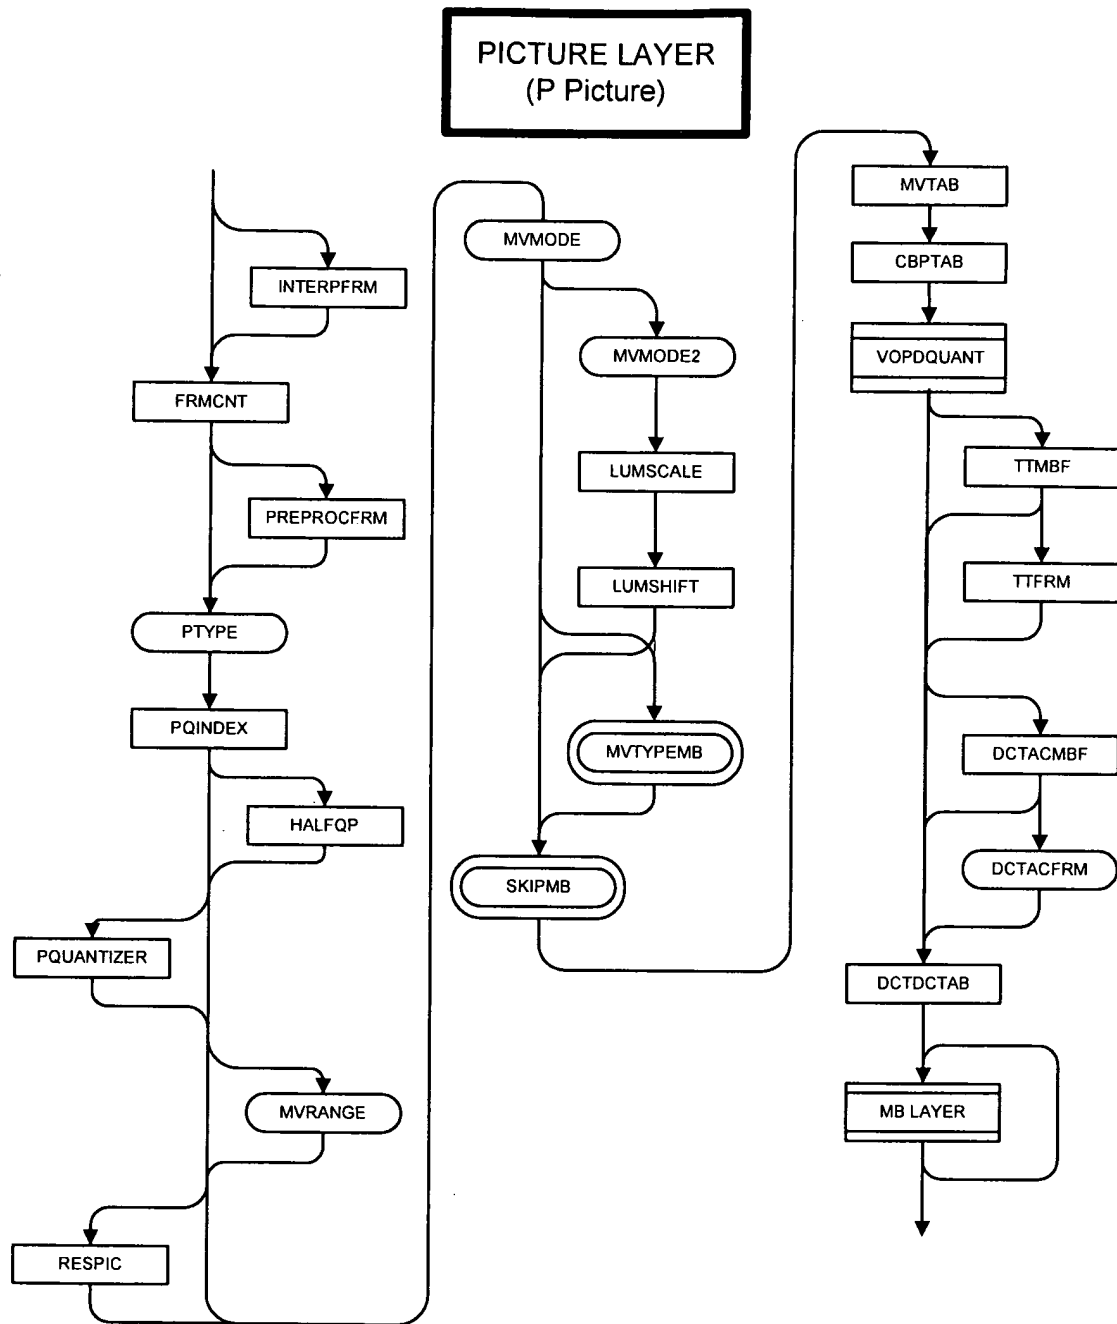 PICTURE LAYER
(P Picture)
INTERPFRM
FRMCNT
PREPROCFRM
PTYPE
PQINDEX
HALFQP
PQUANTIZER
MVRANGE
RESPIC
MVMODE
MVMODE2
LUMSCALE
LUMSHIFT
MVTYPEMB
SKIPMB
MVTAB
CBPTAB
VOPDQUANT
TTMBF
TTFRM
DCTACMBF
DCTACFRM
DCTDCTAB
MB LAYER